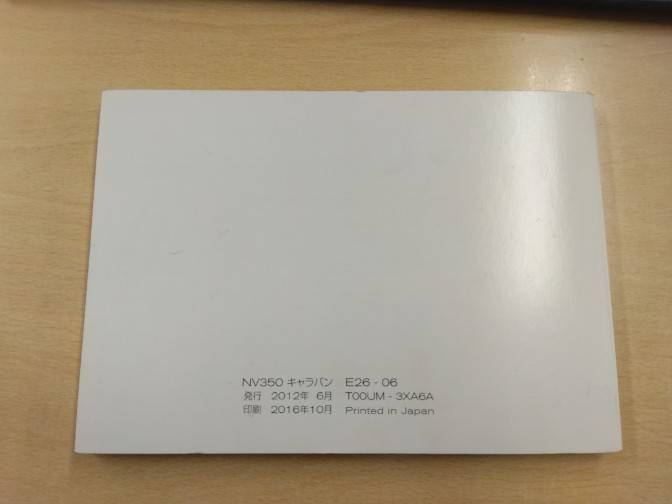 NV350 キャラバン E26 - 06
発行 2012年 6月 T00UM - 3XA6A
印刷 2016年10月 Printed in Japan